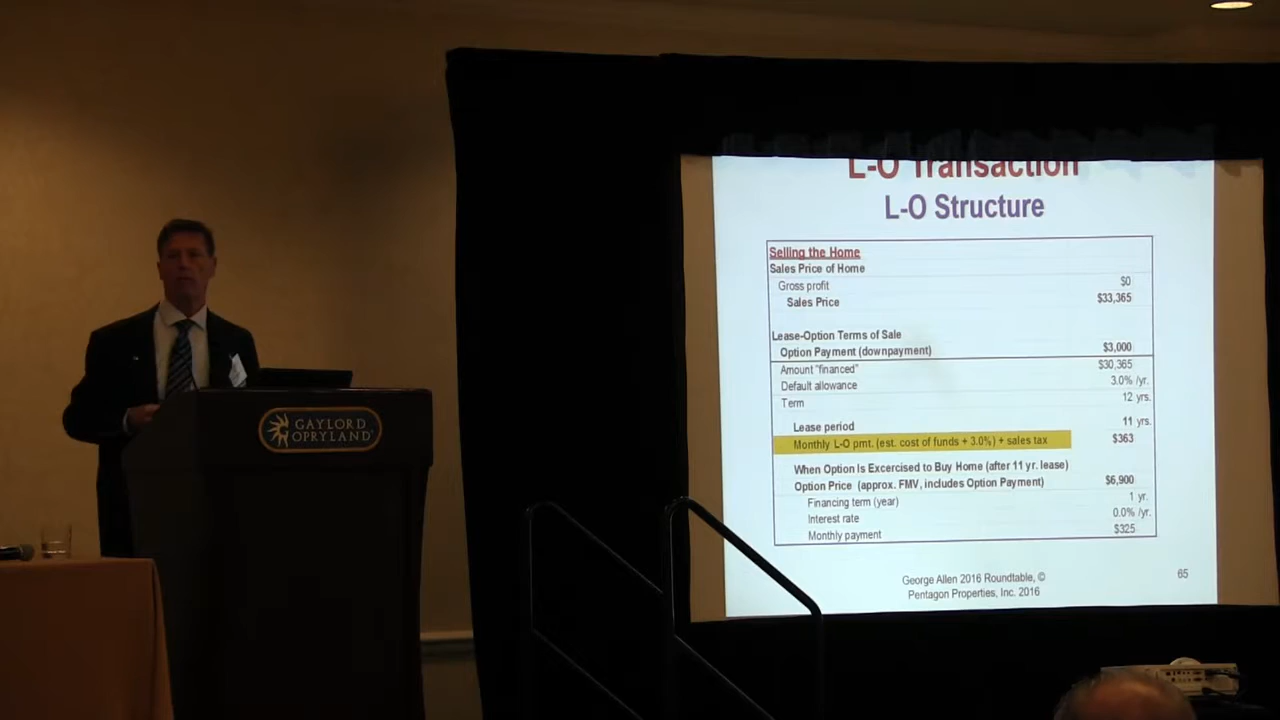 GAYLORD
OPRYLAND
L-O Transaction
L-O Structure
Selling the Home
Sales Price of Home
Gross profit $0
Sales Price $33,365
Lease-Option Terms of Sale
Option Payment (downpayment) $3,000
Amount "financed" $30,365
Default allowance 3.0% /yr.
Term 12 yrs.
Lease period 11 yrs.
Monthly L-O pmt. (est. cost of funds + 3.0%) + sales tax $363
When Option Is Excercised to Buy Home (after 11 yr. lease)
Option Price (approx. FMV, includes Option Payment) $6,900
Financing term (year) 1 yr.
Interest rate 0.0% /yr.
Monthly payment $325
George Allen 2016 Roundtable, ©
Pentagon Properties, Inc. 2016
65